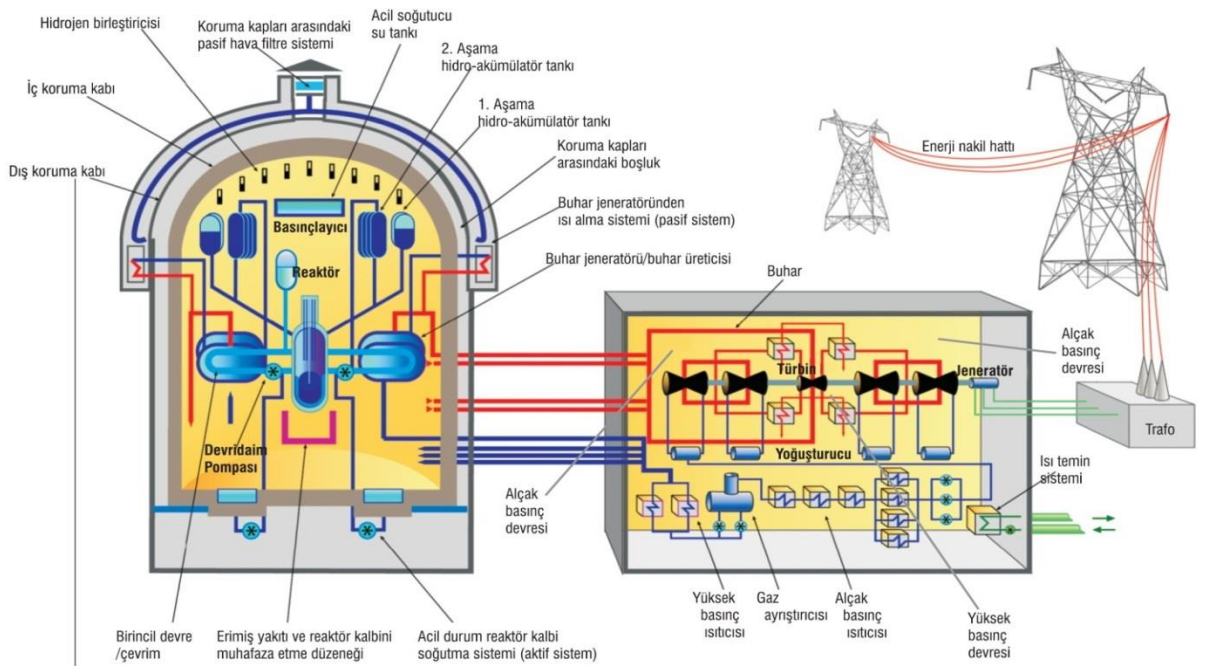 Hidrojen birleştiricisi
Koruma kapları arasındaki
pasif hava filtre sistemi
Acil soğutucu
su tankı
2. Aşama
hidro-akümülatör tankı
İç koruma kabı
1. Aşama
hidro-akümülatör tankı
Koruma kapları
arasındaki boşluk
Dış koruma kabı
Buhar jeneratöründen
ısı alma sistemi (pasif sistem)
Basınçlayıcı
Reaktör
Buhar jeneratörü/buhar üreticisi
Devridaim
Pompası
Birincil devre
/çevrim
Erimiş yakıtı ve reaktör kalbini
muhafaza etme düzeneği
Acil durum reaktör kalbi
soğutma sistemi (aktif sistem)
Enerji nakil hattı
Buhar
Alçak
basınç
devresi
Türbin
Jeneratör
Trafo
Yoğuşturucu
Isı temin
sistemi
Alçak
basınç
devresi
Yüksek
basınç
ısıtıcısı
Gaz
ayrıştırıcısı
Alçak
basınç
ısıtıcısı
Yüksek
basınç
devresi